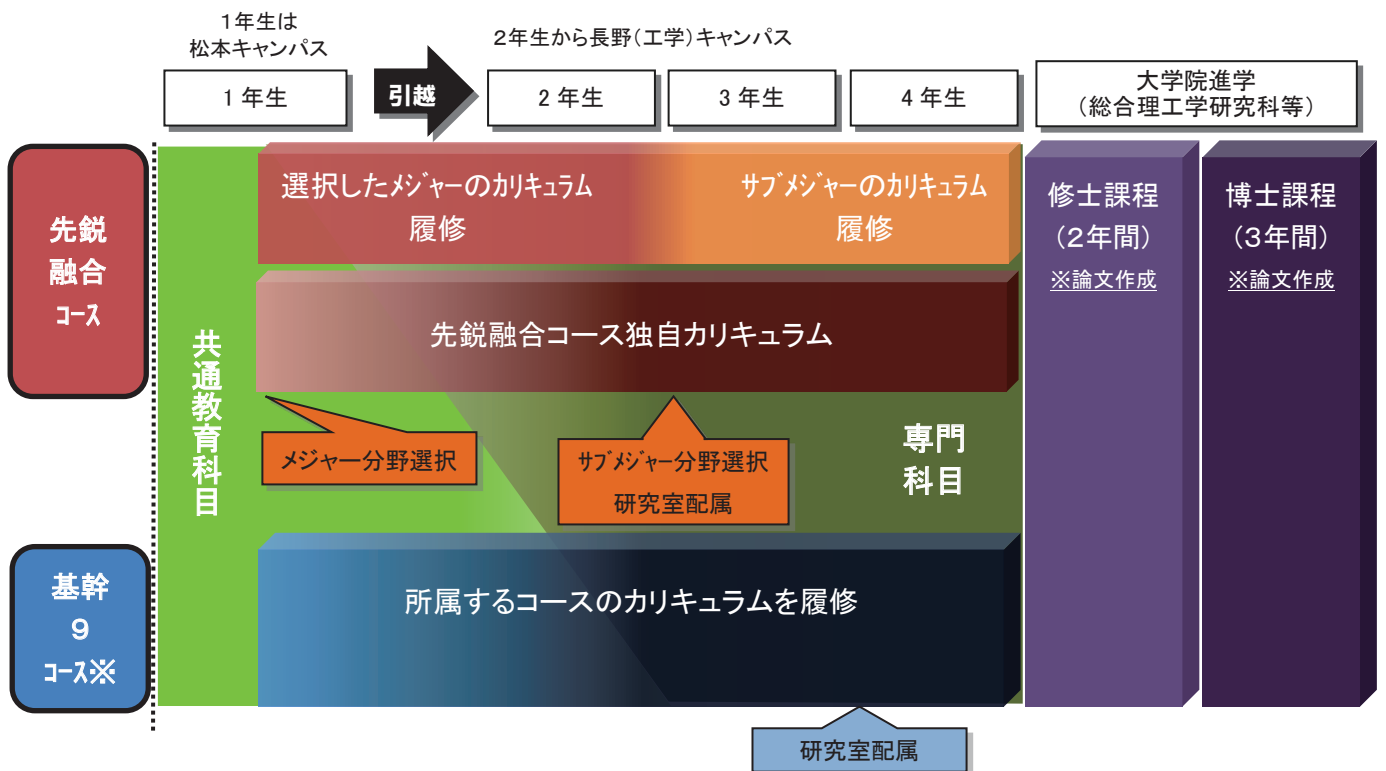 １年生は
松本キャンパス
２年生から長野（工学）キャンパス
１年生
引越
２年生
３年生
４年生
大学院進学
（総合理工学研究科等）
先鋭
融合
ｺｰｽ
選択したﾒｼﾞｬｰのｶﾘｷｭﾗﾑ
履修
ｻﾌﾞﾒｼﾞｬｰのｶﾘｷｭﾗﾑ
履修
修士課程
（２年間）
※論文作成
博士課程
（３年間）
※論文作成
先鋭融合コース独自カリキュラム
共通教育科目
メジャー分野選択
ｻﾌﾞﾒｼﾞｬｰ分野選択
研究室配属
専門
科目
基幹
９
ｺｰｽ※
所属するコースのカリキュラムを履修
研究室配属